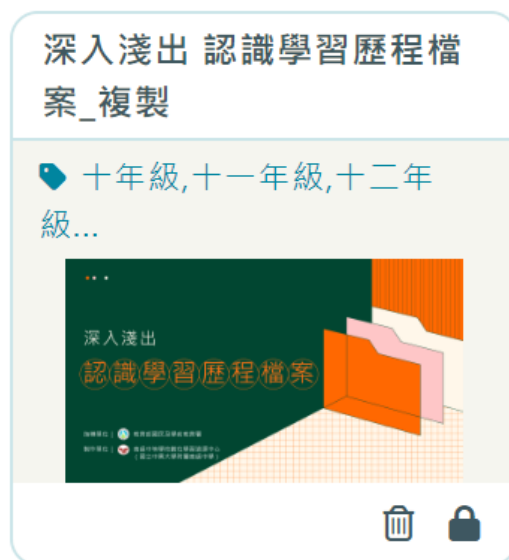 深入淺出 認識學習歷程檔
案_複製
十年級,十一年級,十二年
級...
深入淺出
認識學習歷程檔案